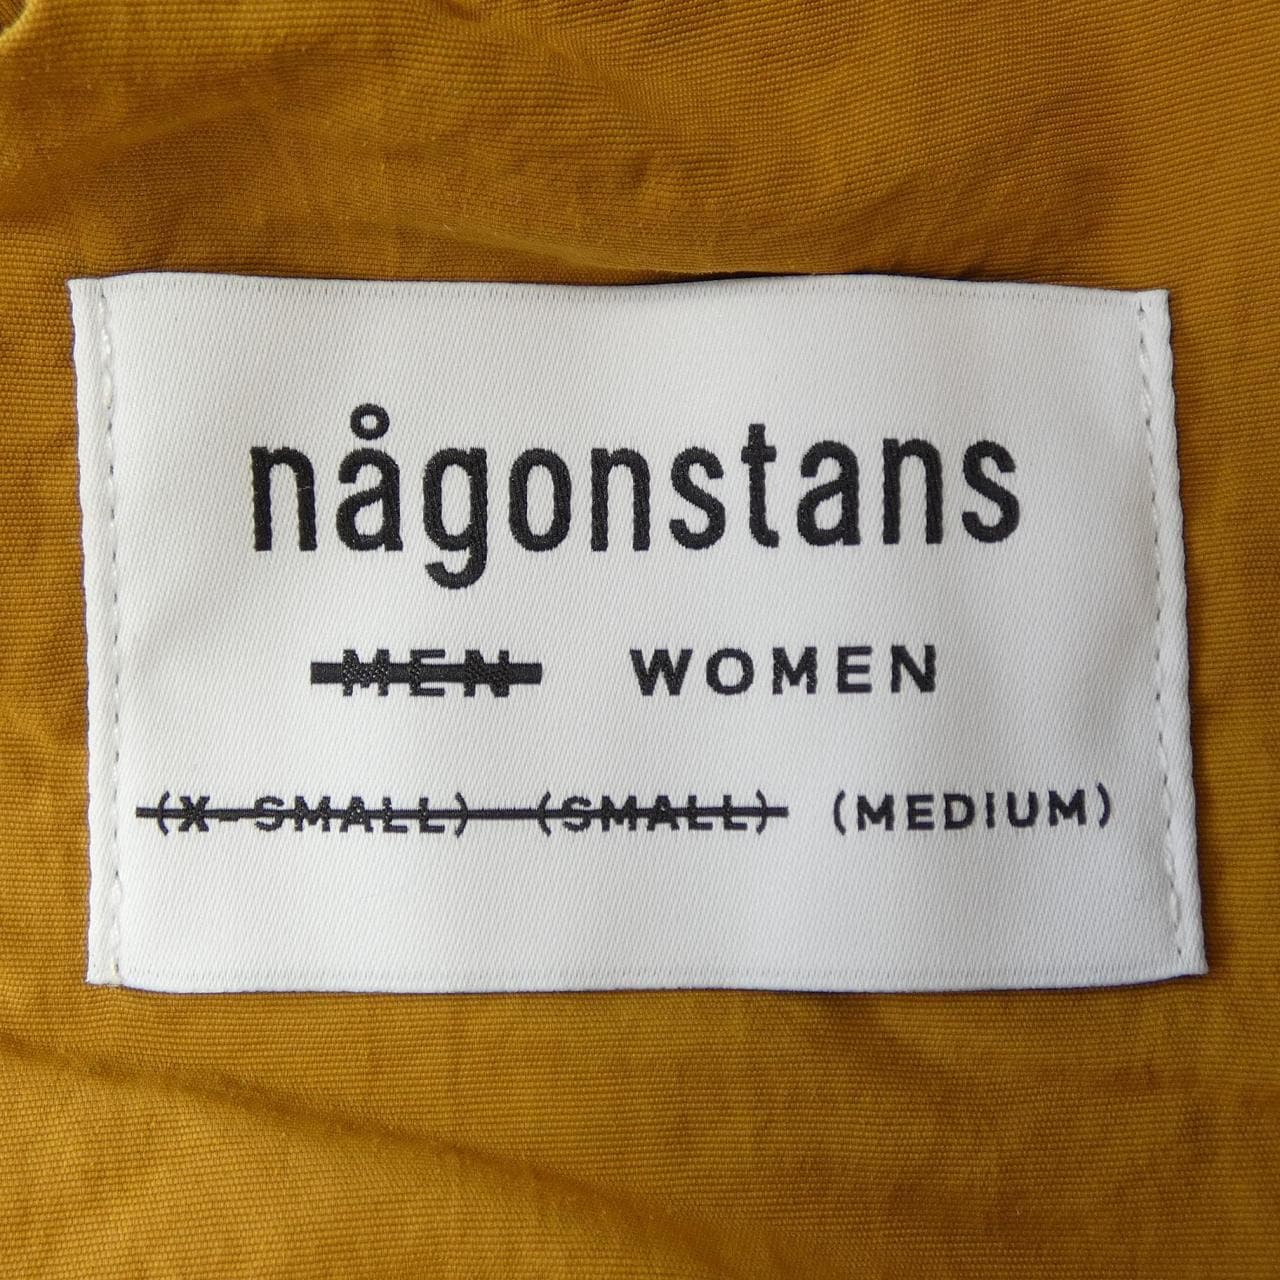 någonstans
MEN WOMEN
(X-SMALL) (SMALL) (MEDIUM)